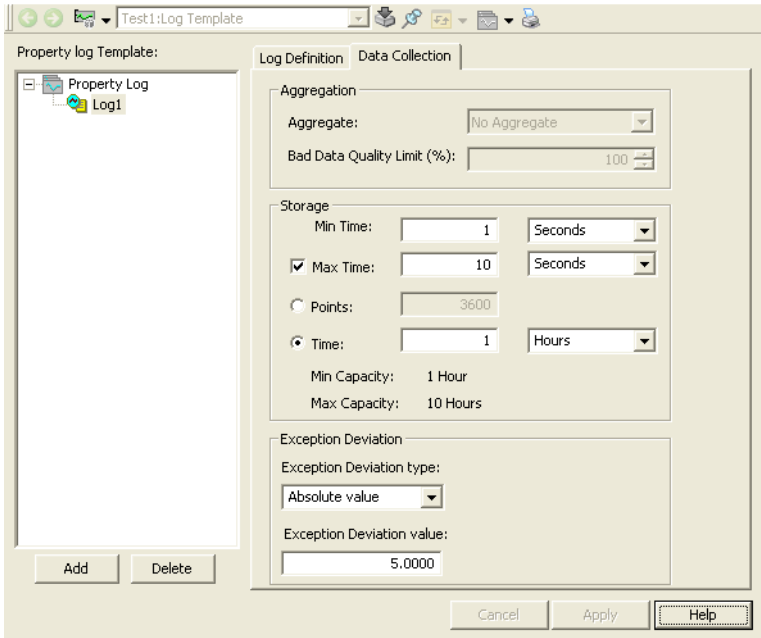 Test1:Log Template
Property log Template:
Property Log
Log1
Log Definition
Data Collection
Aggregation
Aggregate: No Aggregate
Bad Data Quality Limit (%): 100
Storage
Min Time: 1 Seconds
Max Time: 10 Seconds
Points: 3600
Time: 1 Hours
Min Capacity: 1 Hour
Max Capacity: 10 Hours
Exception Deviation
Exception Deviation type:
Absolute value
Exception Deviation value:
5.0000
Add Delete
Cancel Apply Help